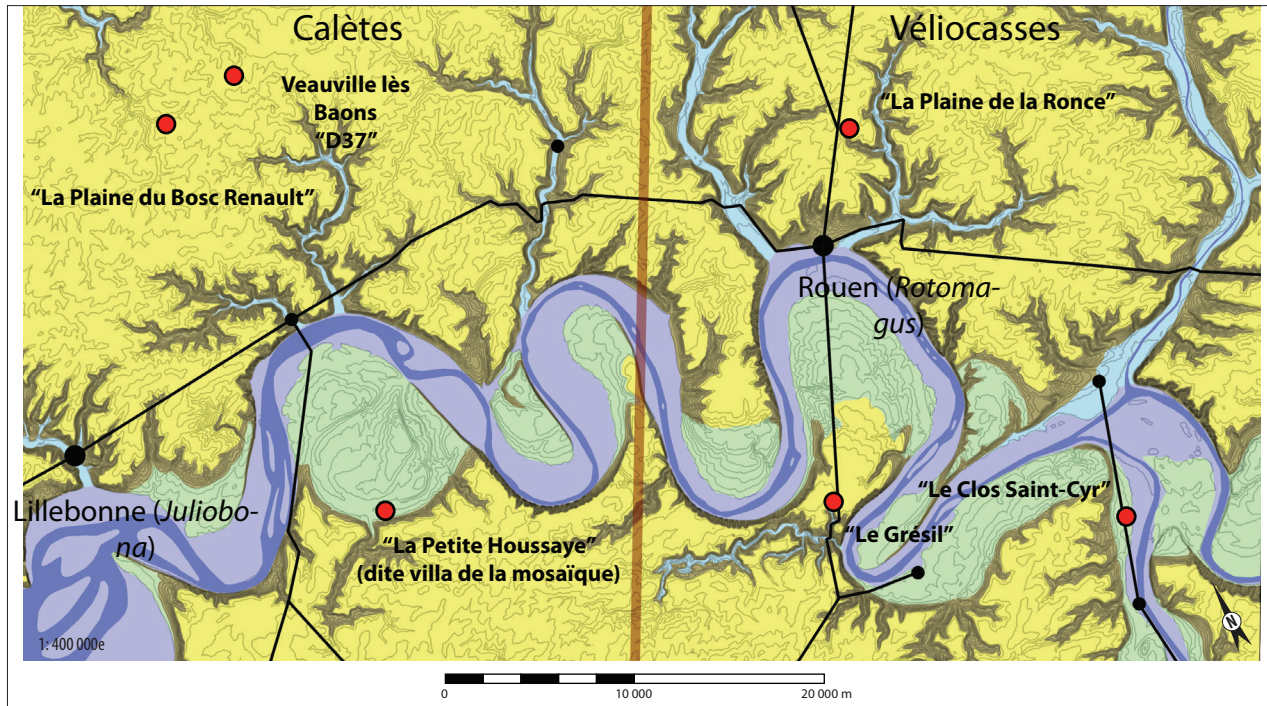 Calètes
Véliocasses
Veauville lès
Baons
“D37”
“La Plaine de la Ronce”
“La Plaine du Bosc Renault”
Rouen (Rotoma-
gus)
“Le Clos Saint-Cyr”
Lillebonne (Juliobo-
na)
“Le Grésil”
“La Petite Houssaye”
(dite villa de la mosaïque)
N
1: 400 000e
0 10 000 20 000 m